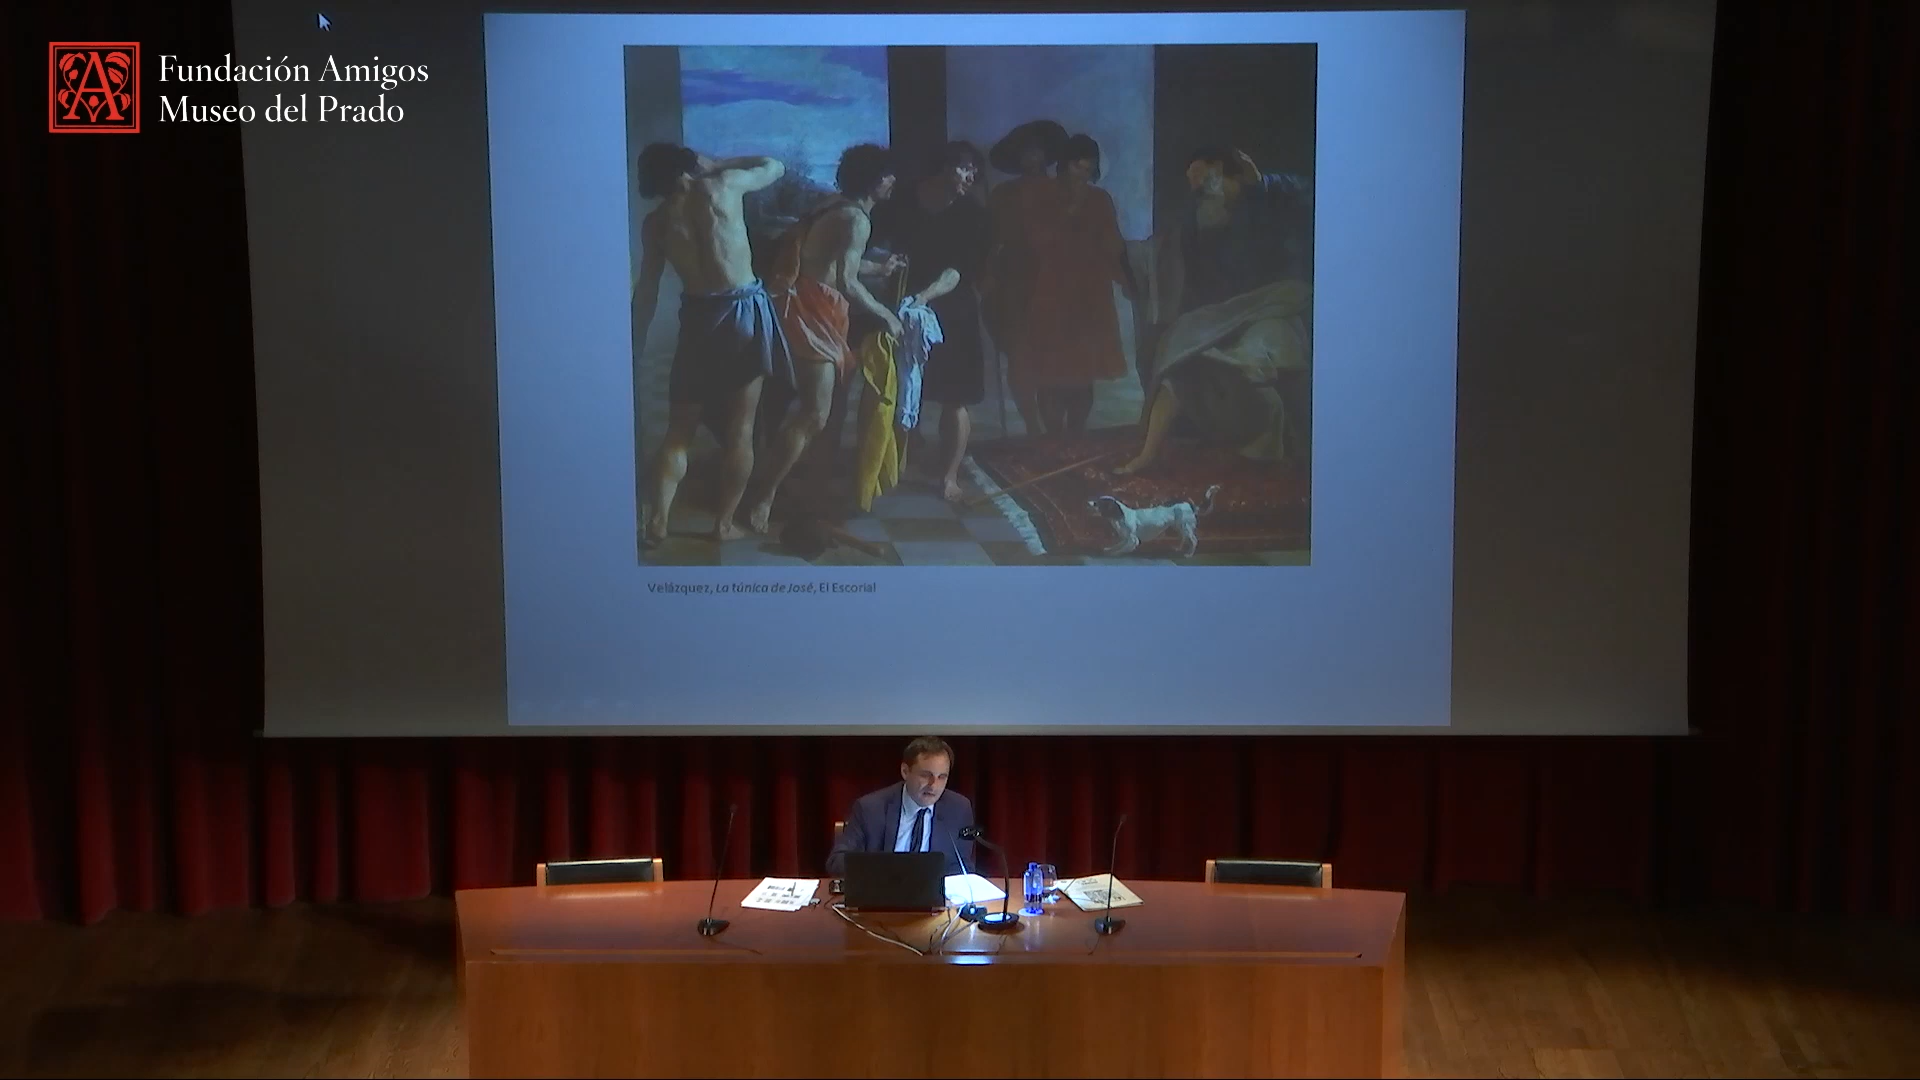 Fundación Amigos
Museo del Prado
Velázquez, La túnica de José, El Escorial